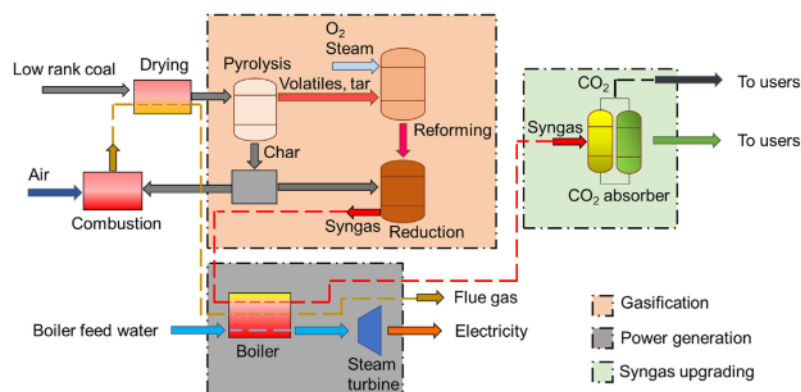 O2
Steam
Drying
Pyrolysis
Low rank coal
Volatiles, tar
CO2
To users
Reforming
Syngas
To users
Char
Air
CO2 absorber
Combustion
Syngas
Reduction
Flue gas
Gasification
Boiler feed water
Electricity
Power generation
Boiler
Steam
turbine
Syngas upgrading